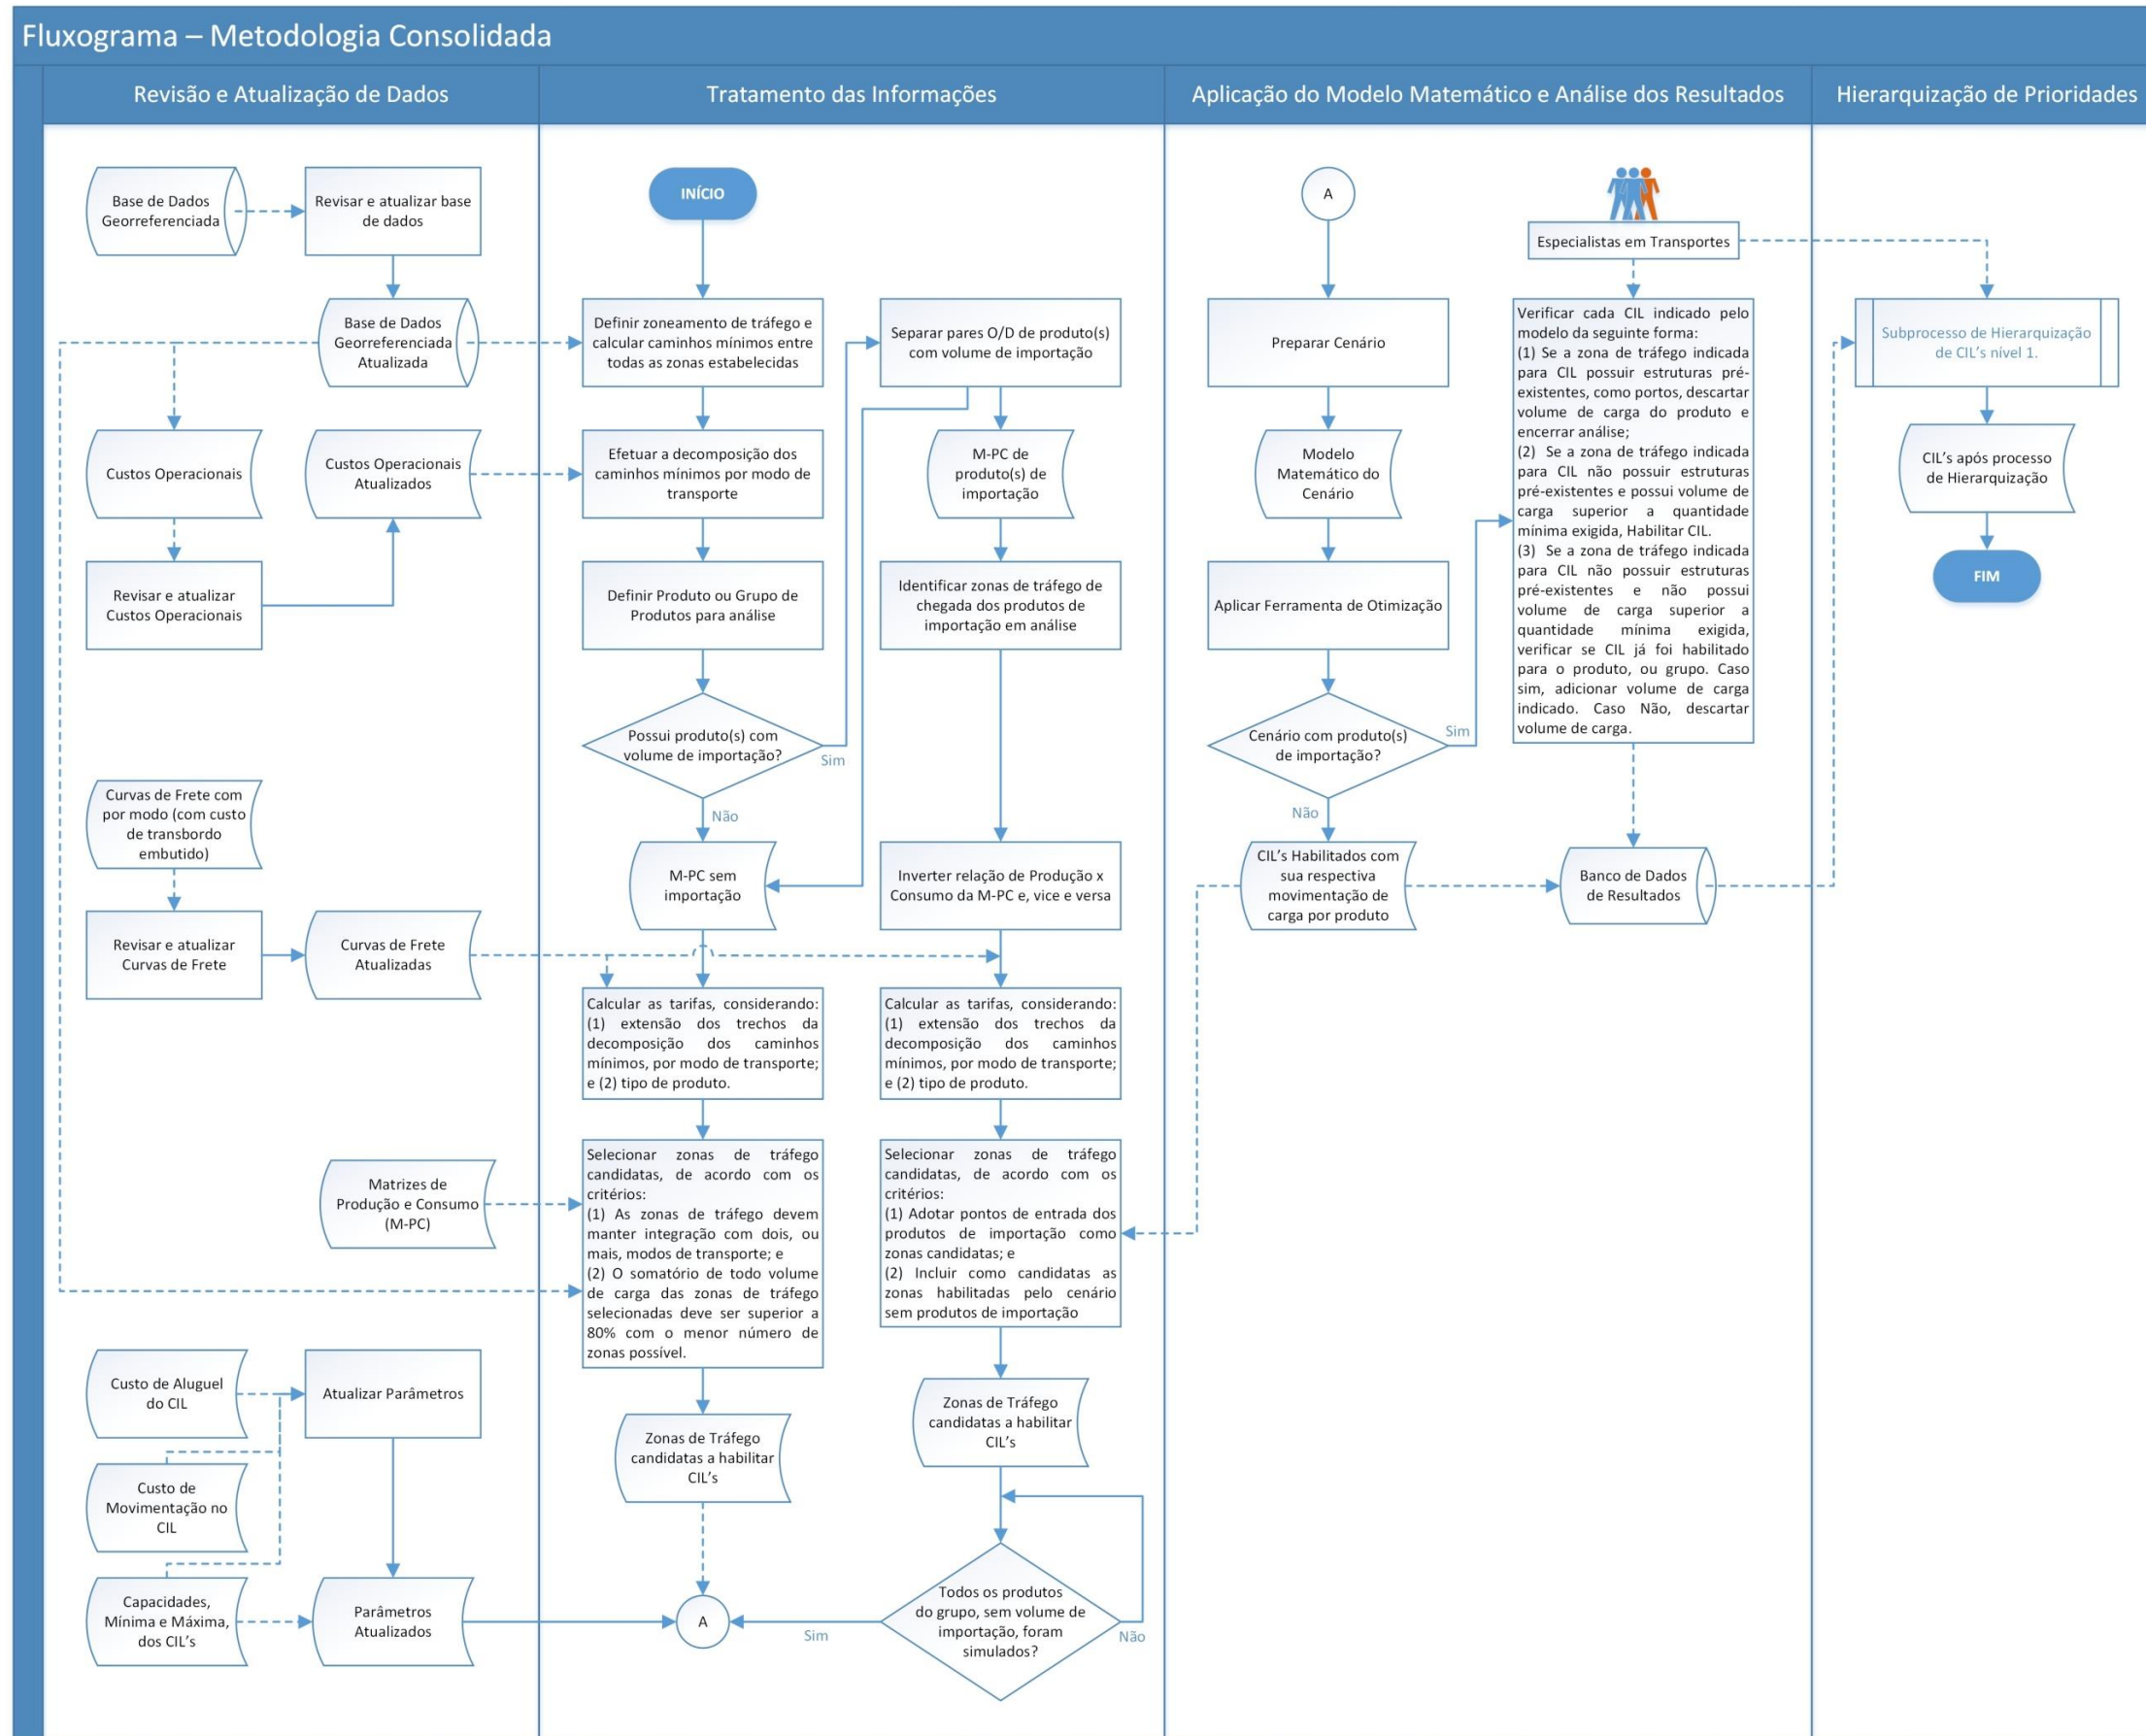 Fluxograma – Metodologia Consolidada
Revisão e Atualização de Dados
Tratamento das Informações
Aplicação do Modelo Matemático e Análise dos Resultados
Hierarquização de Prioridades
Base de Dados
Georreferenciada
Revisar e atualizar base
de dados
Base de Dados
Georreferenciada
Atualizada
Custos Operacionais
Custos Operacionais
Atualizados
Revisar e atualizar
Custos Operacionais
Curvas de Frete com
por modo (com custo
de transbordo
embutido)
Revisar e atualizar
Curvas de Frete
Curvas de Frete
Atualizadas
Matrizes de
Produção e Consumo
(M-PC)
Custo de Aluguel
do CIL
Atualizar Parâmetros
Custo de
Movimentação no
CIL
Capacidades,
Mínima e Máxima,
dos CIL's
Parâmetros
Atualizados
INÍCIO
Definir zoneamento de tráfego e
calcular caminhos mínimos entre
todas as zonas estabelecidas
Efetuar a decomposição dos
caminhos mínimos por modo de
transporte
Definir Produto ou Grupo de
Produtos para análise
Possui produto(s) com
volume de importação?
Sim
Não
M-PC sem
importação
Calcular as tarifas, considerando:
(1) extensão dos trechos da
decomposição dos caminhos
mínimos, por modo de transporte;
e (2) tipo de produto.
Selecionar zonas de tráfego
candidatas, de acordo com os
critérios:
(1) As zonas de tráfego devem
manter integração com dois, ou
mais, modos de transporte; e
(2) O somatório de todo volume
de carga das zonas de tráfego
selecionadas deve ser superior a
80% com o menor número de
zonas possível.
Zonas de Tráfego
candidatas a habilitar
CIL's
A
Separar pares O/D de produto(s)
com volume de importação
M-PC de
produto(s) de
importação
Identificar zonas de tráfego de
chegada dos produtos de
importação em análise
Inverter relação de Produção x
Consumo da M-PC e, vice e versa
Calcular as tarifas, considerando:
(1) extensão dos trechos da
decomposição dos caminhos
mínimos, por modo de transporte;
e (2) tipo de produto.
Selecionar zonas de tráfego
candidatas, de acordo com os
critérios:
(1) Adotar pontos de entrada dos
produtos de importação como
zonas candidatas; e
(2) Incluir como candidatas as
zonas habilitadas pelo cenário
sem produtos de importação
Zonas de Tráfego
candidatas a habilitar
CIL's
Todos os produtos
do grupo, sem volume de
importação, foram
simulados?
Sim
Não
A
Preparar Cenário
Modelo
Matemático do
Cenário
Aplicar Ferramenta de Otimização
Cenário com produto(s)
de importação?
Sim
Não
CIL's Habilitados com
sua respectiva
movimentação de
carga por produto
Especialistas em Transportes
Verificar cada CIL indicado pelo
modelo da seguinte forma:
(1) Se a zona de tráfego indicada
para CIL possuir estruturas pré-
existentes, como portos, descartar
volume de carga do produto e
encerrar análise;
(2) Se a zona de tráfego indicada
para CIL não possuir estruturas
pré-existentes e possui volume de
carga superior a quantidade
mínima exigida, Habilitar CIL.
(3) Se a zona de tráfego indicada
para CIL não possuir estruturas
pré-existentes e não possui
volume de carga superior a
quantidade mínima exigida,
verificar se CIL já foi habilitado
para o produto, ou grupo. Caso
sim, adicionar volume de carga
indicado. Caso Não, descartar
volume de carga.
Banco de Dados
de Resultados
Subprocesso de Hierarquização
de CIL's nível 1.
CIL's após processo
de Hierarquização
FIM